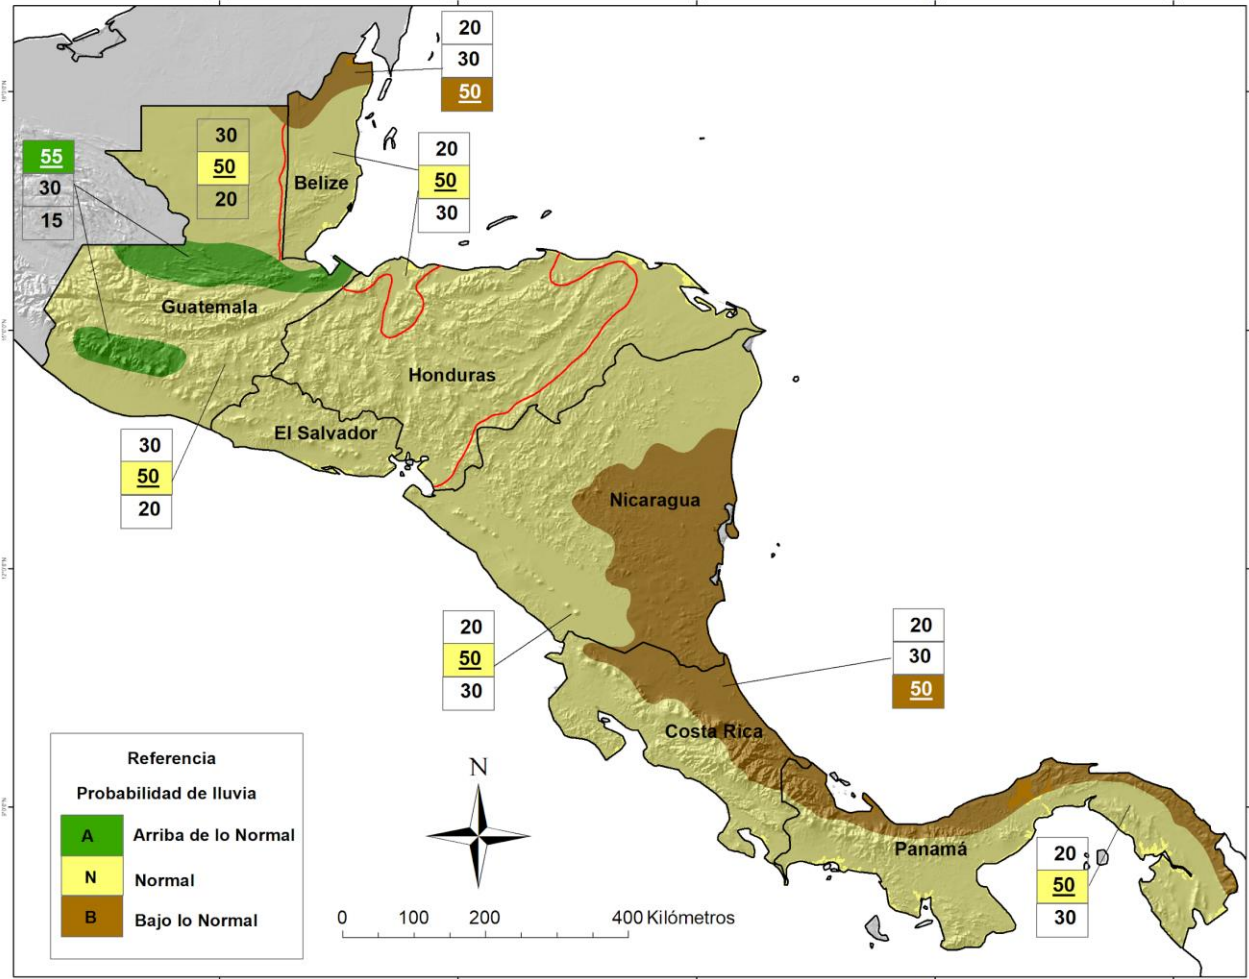 20
30
50
30
50
20
20
50
30
55
30
15
Belize
Guatemala
Honduras
El Salvador
30
50
20
Nicaragua
20
50
30
20
30
50
Costa Rica
Panamá
20
50
30
Referencia
Probabilidad de lluvia
A Arriba de lo Normal
N Normal
B Bajo lo Normal
N
0 100 200 400 Kilómetros